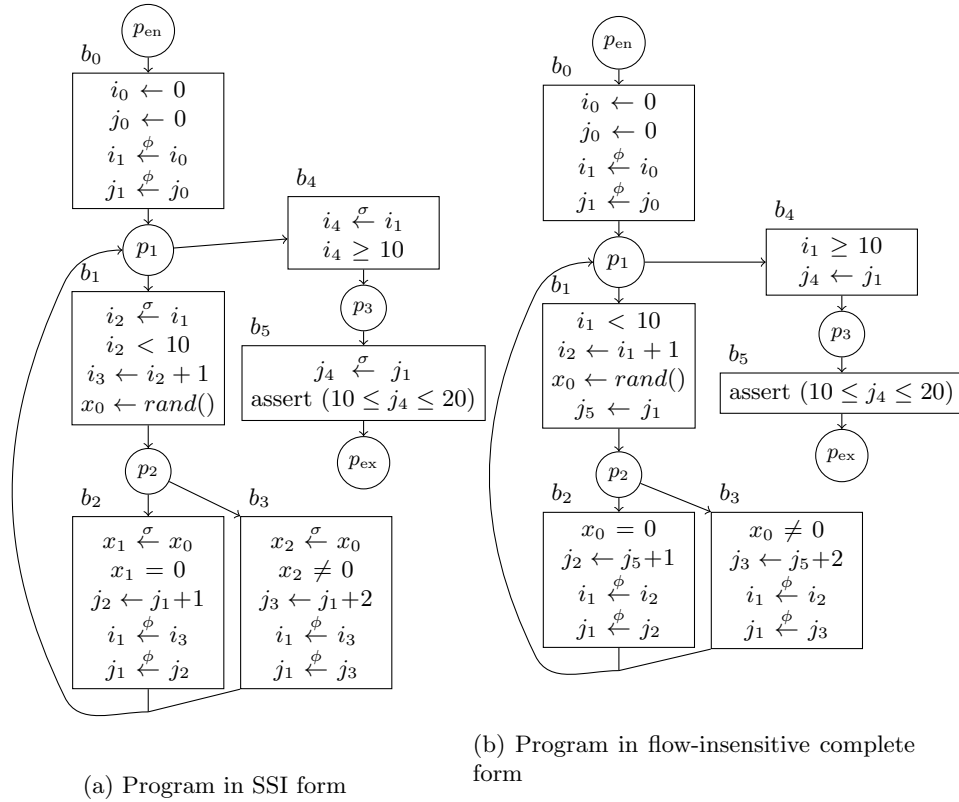 p_en
b_0
i_0 ← 0
j_0 ← 0
i_1 ←^ϕ i_0
j_1 ←^ϕ j_0
p_1
b_4
i_4 ←^σ i_1
i_4 ≥ 10
p_3
b_1
i_2 ←^σ i_1
i_2 < 10
i_3 ← i_2 + 1
x_0 ← rand()
b_5
j_4 ←^σ j_1
assert (10 ≤ j_4 ≤ 20)
p_ex
p_2
b_2
x_1 ←^σ x_0
x_1 = 0
j_2 ← j_1+1
i_1 ←^ϕ i_3
j_1 ←^ϕ j_2
b_3
x_2 ←^σ x_0
x_2 ≠ 0
j_3 ← j_1+2
i_1 ←^ϕ i_3
j_1 ←^ϕ j_3
(a) Program in SSI form
p_en
b_0
i_0 ← 0
j_0 ← 0
i_1 ←^ϕ i_0
j_1 ←^ϕ j_0
p_1
b_4
i_1 ≥ 10
j_4 ← j_1
p_3
b_1
i_1 < 10
i_2 ← i_1 + 1
x_0 ← rand()
j_5 ← j_1
b_5
assert (10 ≤ j_4 ≤ 20)
p_ex
p_2
b_2
x_0 = 0
j_2 ← j_5+1
i_1 ←^ϕ i_2
j_1 ←^ϕ j_2
b_3
x_0 ≠ 0
j_3 ← j_5+2
i_1 ←^ϕ i_2
j_1 ←^ϕ j_3
(b) Program in flow-insensitive complete
form